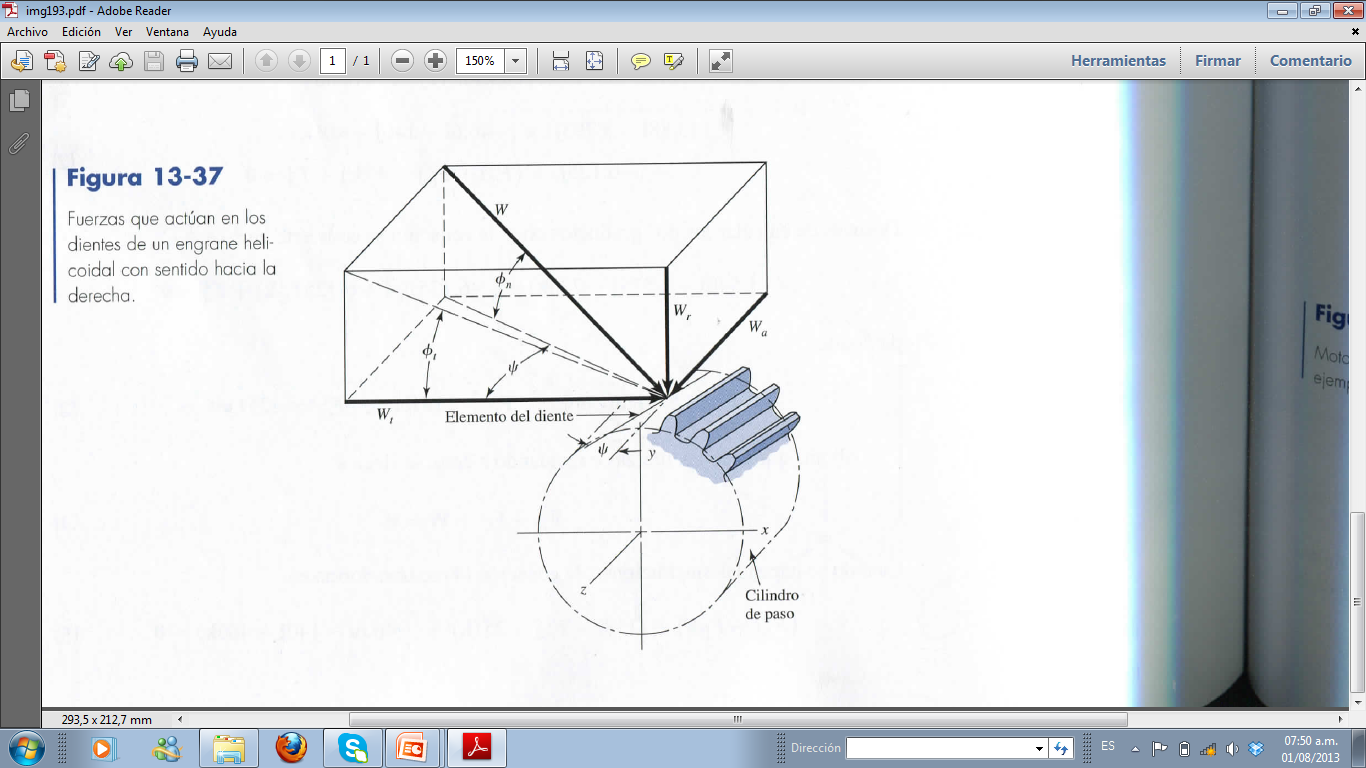 img193.pdf - Adobe Reader
Archivo Edición Ver Ventana Ayuda
1 / 1 150% Herramientas Firmar Comentario
Figura 13-37
Fuerzas que actúan en los
dientes de un engrane heli-
coidal con sentido hacia la
derecha.
W
ϕn
Wr
Wa
ϕt
ψ
Wt
Elemento del diente
ψ
y
x
z
Cilindro
de paso
Figu
Moto
ejemp
293,5 x 212,7 mm
Dirección
ES
07:50 a.m.
01/08/2013